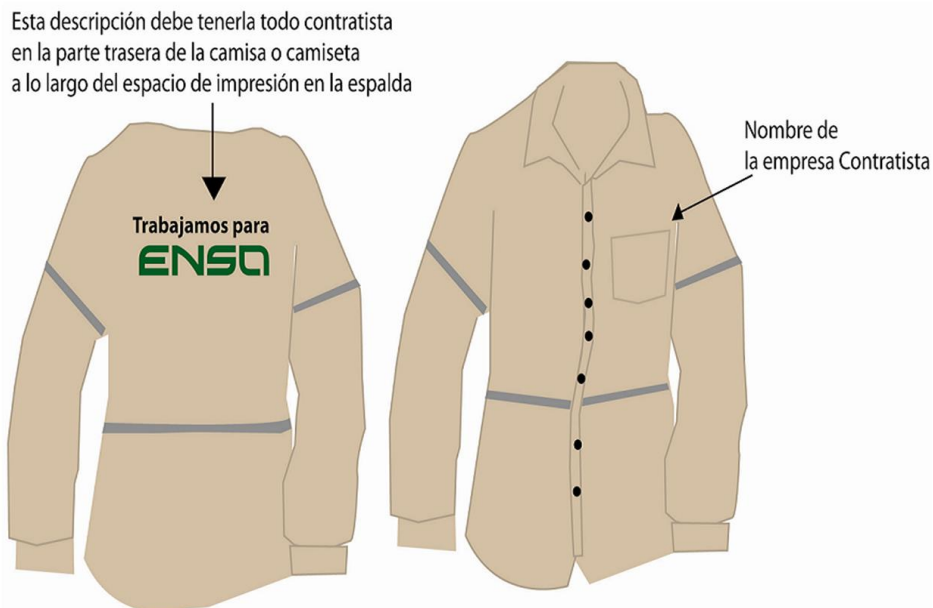 Esta descripción debe tenerla todo contratista
en la parte trasera de la camisa o camiseta
a lo largo del espacio de impresión en la espalda
Trabajamos para
ENSA
Nombre de
la empresa Contratista